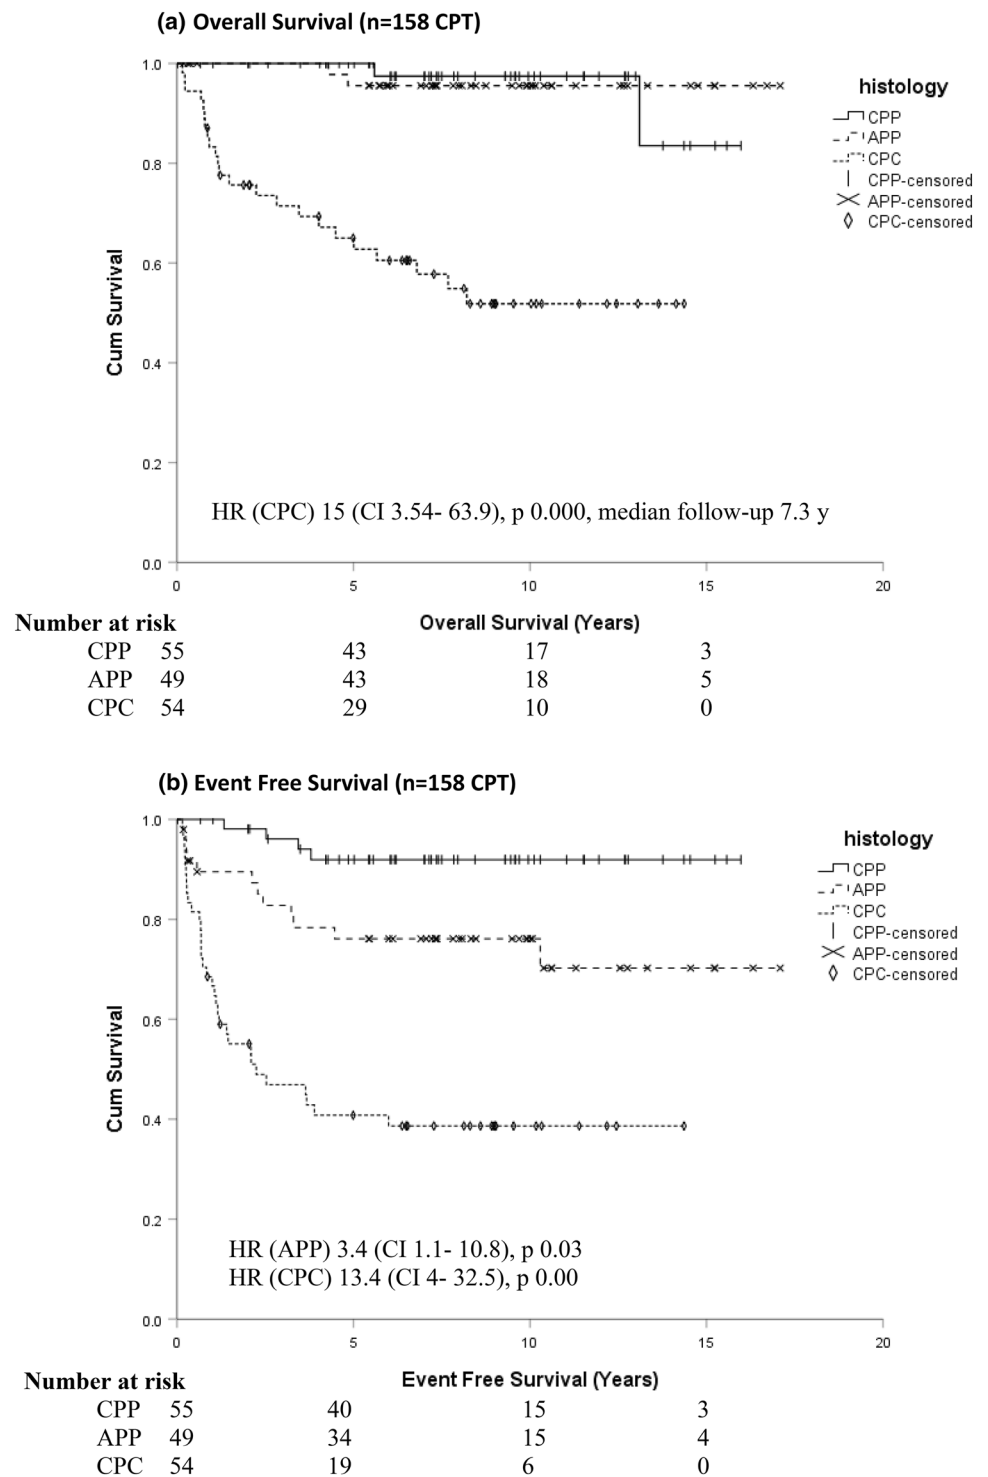 (a) Overall Survival (n=158 CPT)
1.0
0.8
0.6
0.4
0.2
0.0
Cum Survival
histology
CPP
APP
CPC
CPP-censored
APP-censored
CPC-censored
HR (CPC) 15 (CI 3.54- 63.9), p 0.000, median follow-up 7.3 y
0 5 10 15 20
Number at risk Overall Survival (Years)
CPP 55 43 17 3
APP 49 43 18 5
CPC 54 29 10 0
(b) Event Free Survival (n=158 CPT)
1.0
0.8
0.6
0.4
0.2
0.0
Cum Survival
histology
CPP
APP
CPC
CPP-censored
APP-censored
CPC-censored
HR (APP) 3.4 (CI 1.1- 10.8), p 0.03
HR (CPC) 13.4 (CI 4- 32.5), p 0.00
0 5 10 15 20
Number at risk Event Free Survival (Years)
CPP 55 40 15 3
APP 49 34 15 4
CPC 54 19 6 0